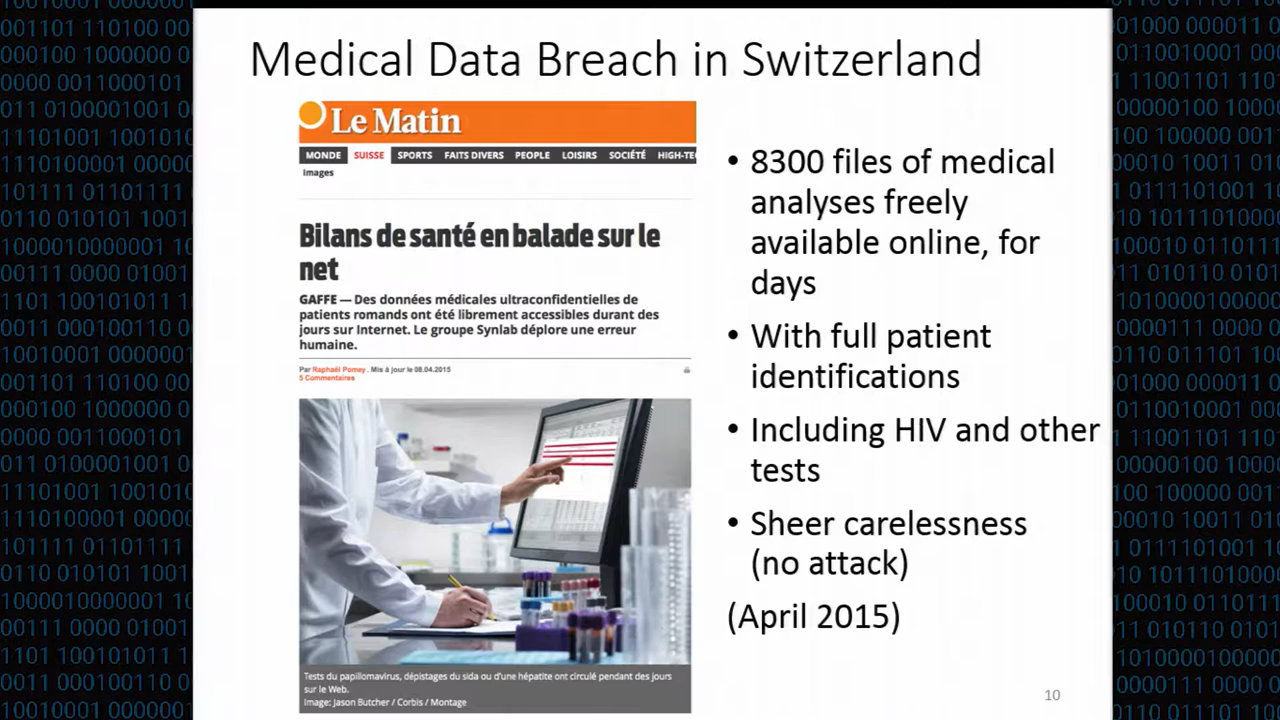 Medical Data Breach in Switzerland
Le Matin
MONDE SUISSE SPORTS FAITS DIVERS PEOPLE LOISIRS SOCIÉTÉ HIGH-TE
Images
Bilans de santé en balade sur le
net
GAFFE — Des données médicales ultraconfidentielles de
patients romands ont été librement accessibles durant des
jours sur Internet. Le groupe Synlab déplore une erreur
humaine.
Par Raphaël Pomey. Mis à jour le 08.04.2015
5 Commentaires
Tests du papillomavirus, dépistages du sida ou d'une hépatite ont circulé pendant des jours
sur le Web.
Image: Jason Butcher / Corbis / Montage
• 8300 files of medical
analyses freely
available online, for
days
• With full patient
identifications
• Including HIV and other
tests
• Sheer carelessness
(no attack)
(April 2015)
10